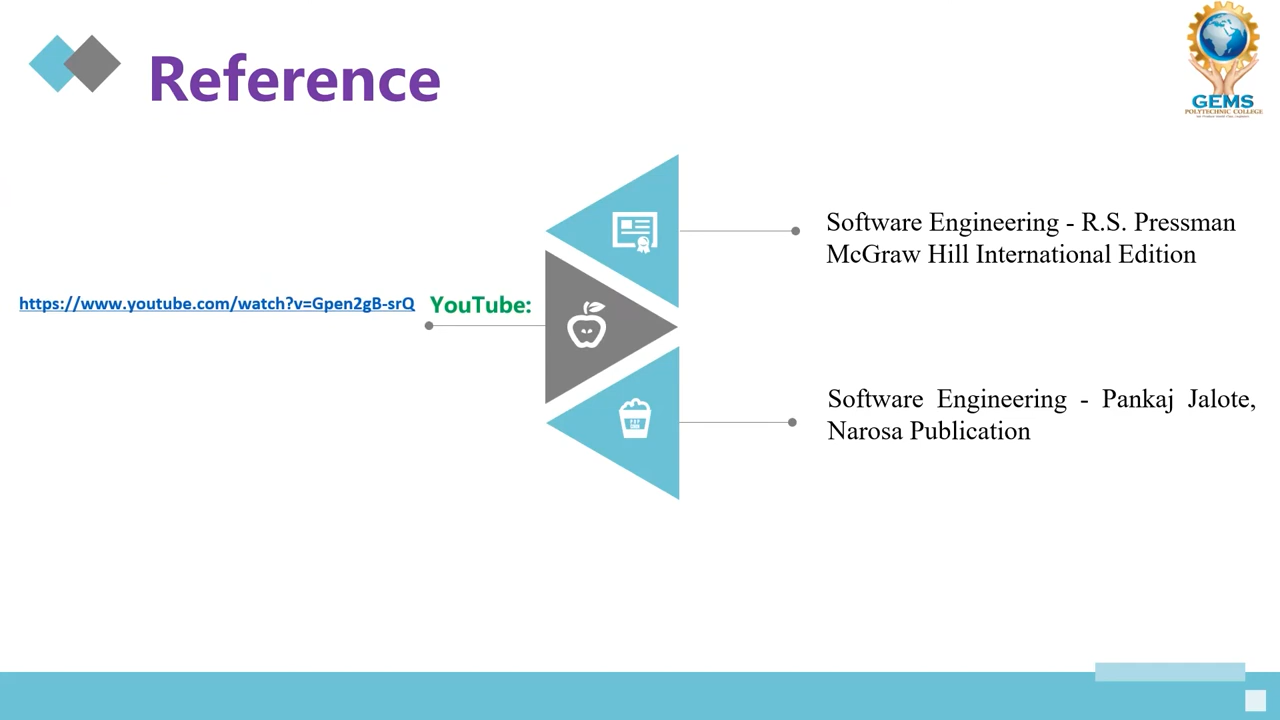 Reference
GEMS
POLYTECHNIC COLLEGE
Software Engineering - R.S. Pressman
McGraw Hill International Edition
https://www.youtube.com/watch?v=Gpen2gB-srQ YouTube:
Software Engineering - Pankaj Jalote,
Narosa Publication